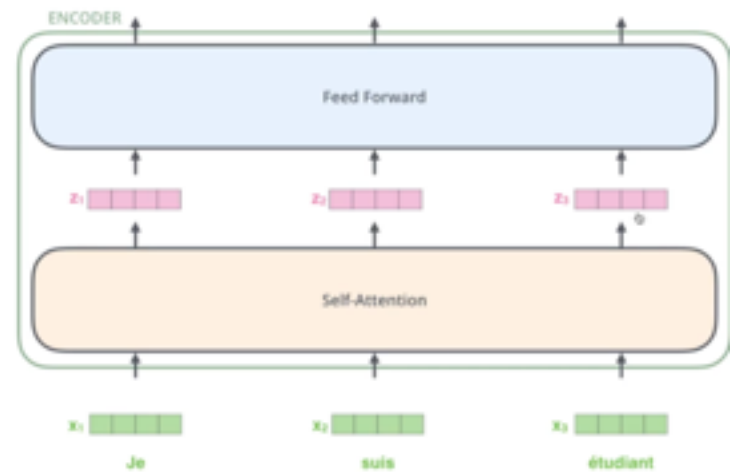 ENCODER
Feed Forward
z₁ z₂ z₃
Self-Attention
x₁ x₂ x₃
Je suis étudiant